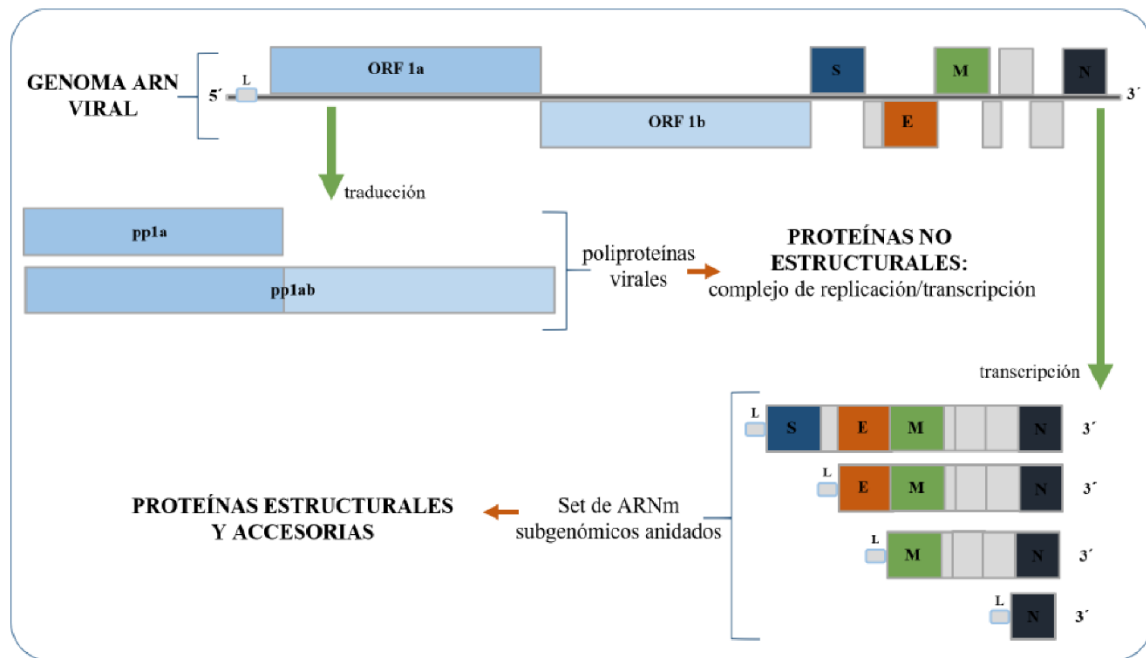 GENOMA ARN
VIRAL
5´
L
ORF 1a
ORF 1b
S
E
M
N
3´
traducción
pp1a
pp1ab
poliproteínas
virales
PROTEÍNAS NO
ESTRUCTURALES:
complejo de replicación/transcripción
transcripción
L
S
E
M
N
3´
L
E
M
N
3´
L
M
N
3´
L
N
3´
Set de ARNm
subgenómicos anidados
PROTEÍNAS ESTRUCTURALES
Y ACCESORIAS